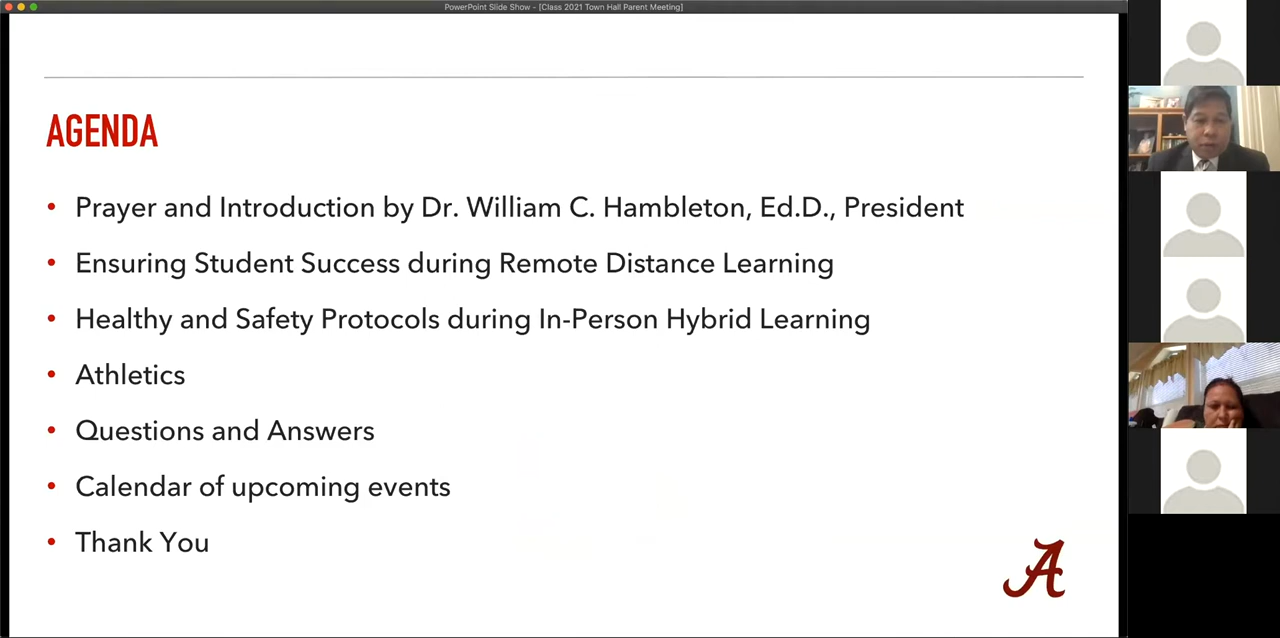 PowerPoint Slide Show - [Class 2021 Town Hall Parent Meeting]
AGENDA
• Prayer and Introduction by Dr. William C. Hambleton, Ed.D., President
• Ensuring Student Success during Remote Distance Learning
• Healthy and Safety Protocols during In-Person Hybrid Learning
• Athletics
• Questions and Answers
• Calendar of upcoming events
• Thank You
A